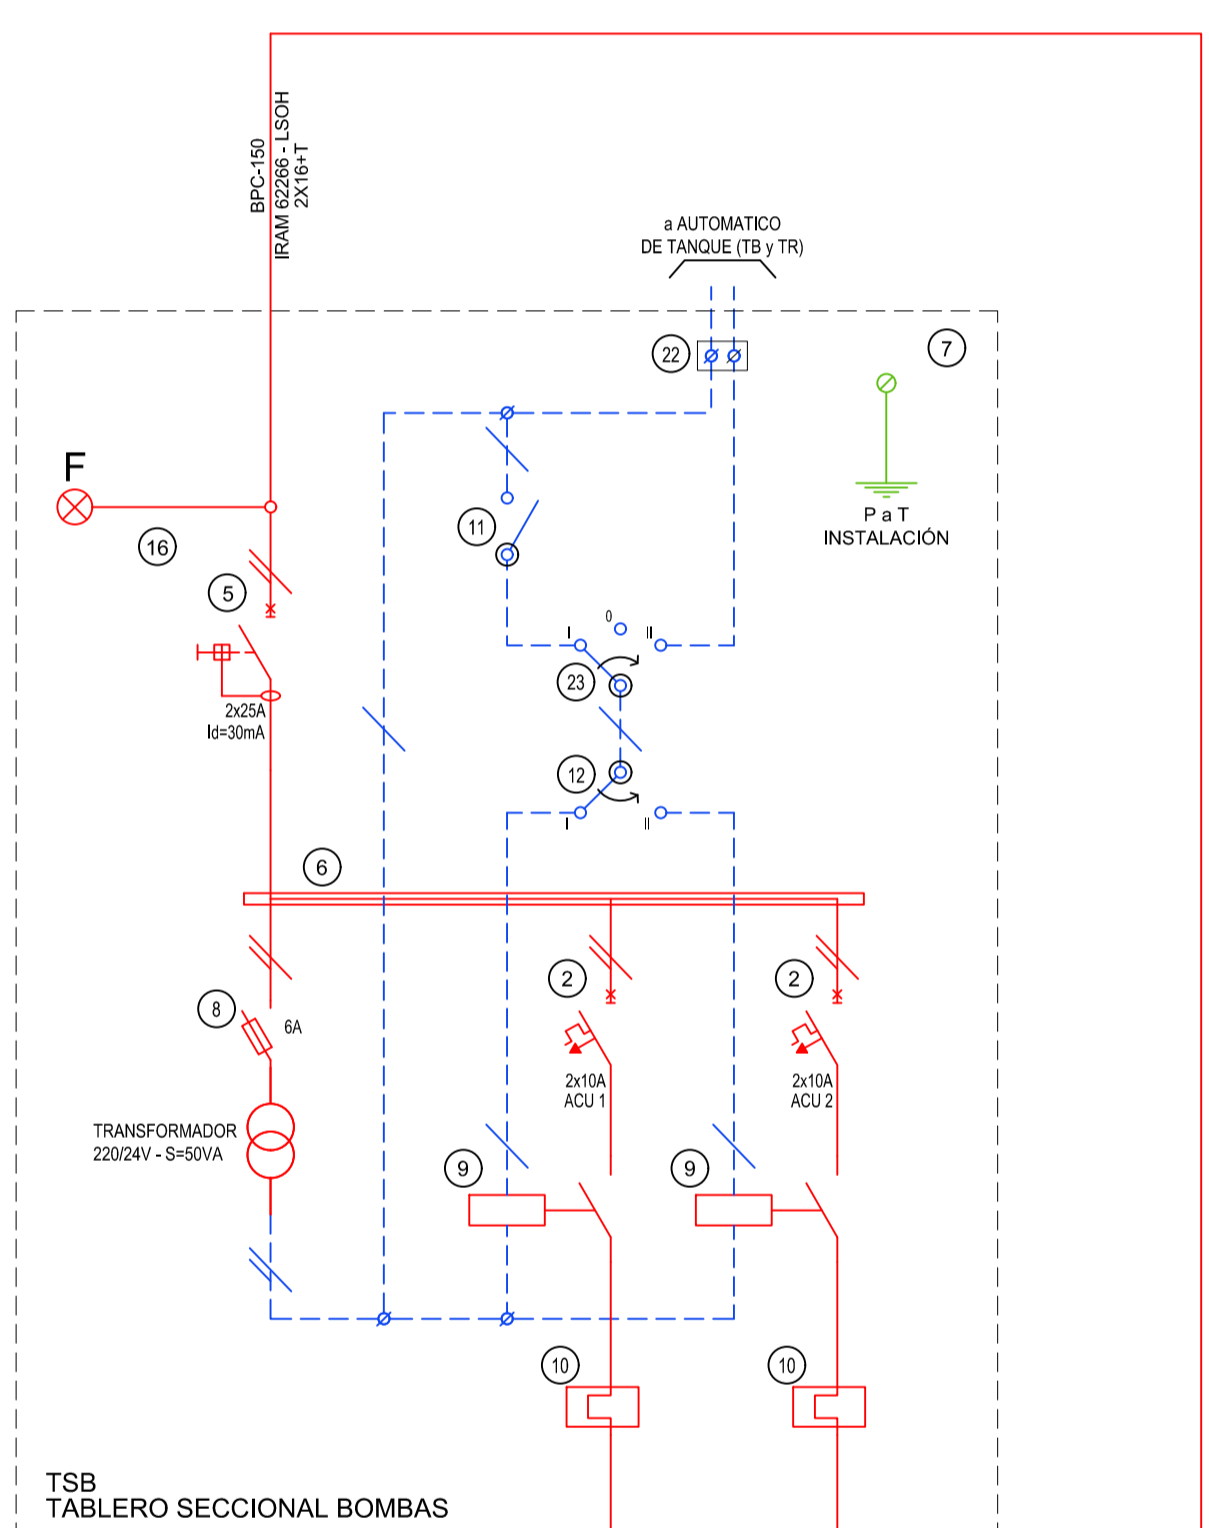 BPC-150
IRAM 62266 - LSOH
2X16+T
a AUTOMATICO
DE TANQUE (TB y TR)
22
7
F
P a T
INSTALACIÓN
11
16
5
0
I
II
23
2x25A
Id=30mA
12
I
II
6
2
2
8
6A
2x10A
ACU 1
2x10A
ACU 2
TRANSFORMADOR
220/24V - S=50VA
9
9
10
10
TSB
TABLERO SECCIONAL BOMBAS